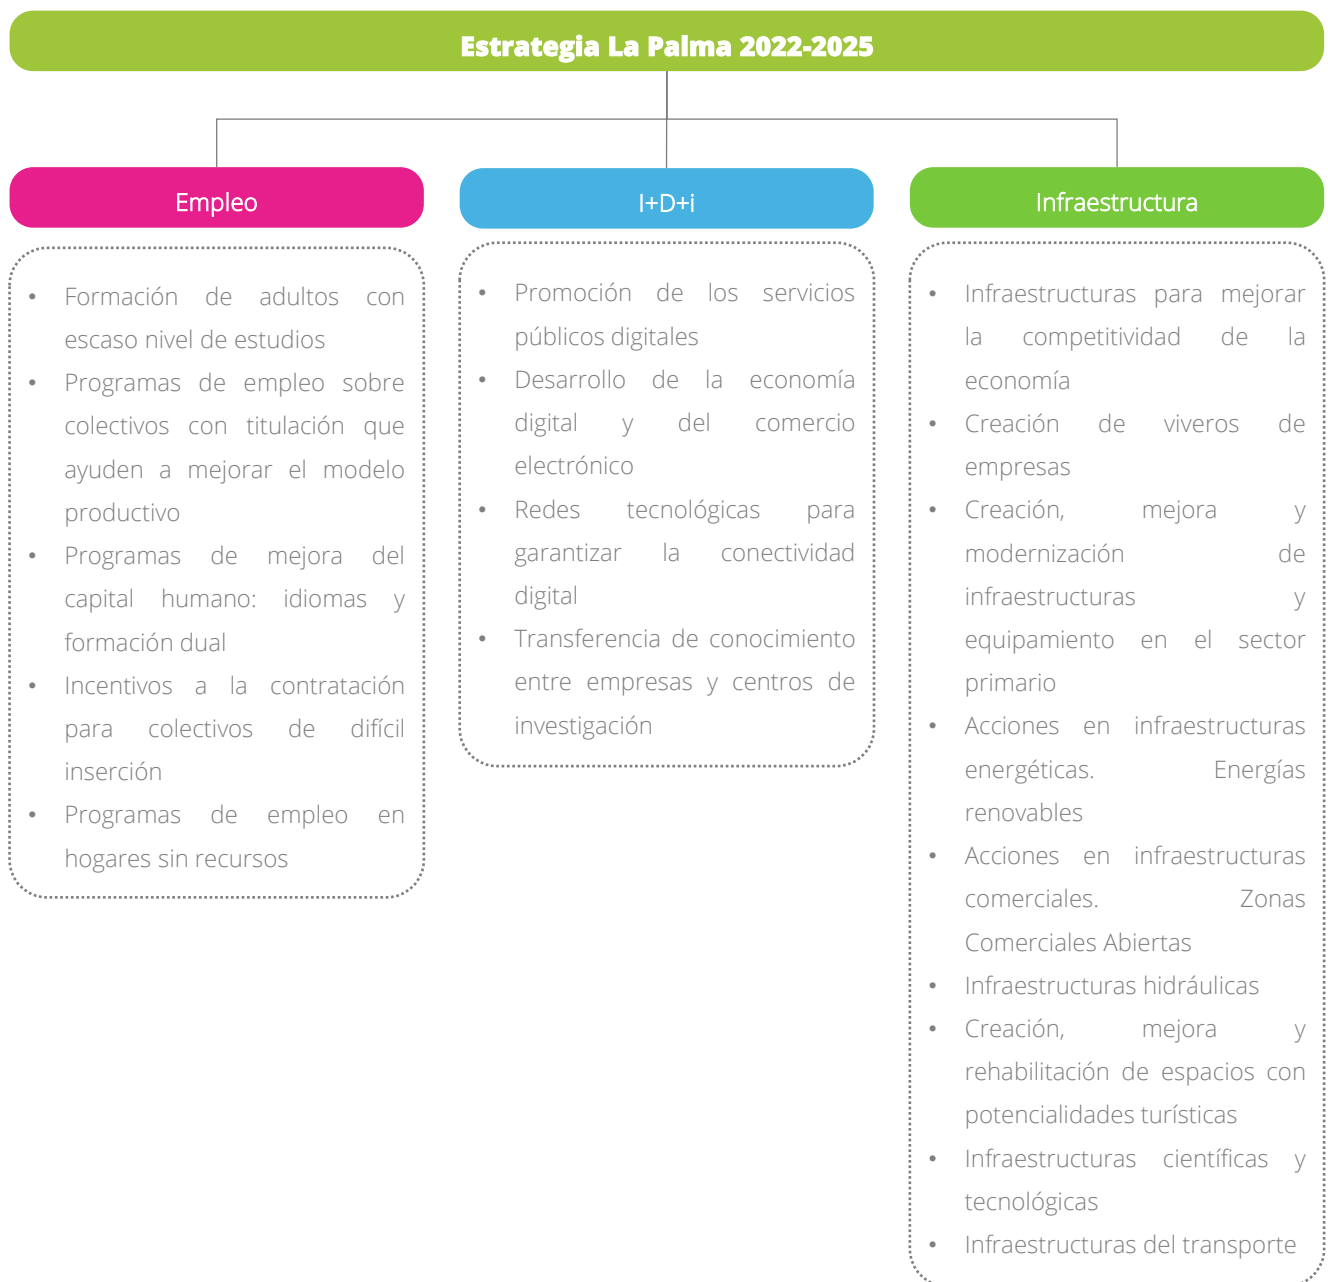 Estrategia La Palma 2022-2025
Empleo
• Formación de adultos con
escaso nivel de estudios
• Programas de empleo sobre
colectivos con titulación que
ayuden a mejorar el modelo
productivo
• Programas de mejora del
capital humano: idiomas y
formación dual
• Incentivos a la contratación
para colectivos de difícil
inserción
• Programas de empleo en
hogares sin recursos
I+D+i
• Promoción de los servicios
públicos digitales
• Desarrollo de la economía
digital y del comercio
electrónico
• Redes tecnológicas para
garantizar la conectividad
digital
• Transferencia de conocimiento
entre empresas y centros de
investigación
Infraestructura
• Infraestructuras para mejorar
la competitividad de la
economía
• Creación de viveros de
empresas
• Creación, mejora y
modernización de
infraestructuras y
equipamiento en el sector
primario
• Acciones en infraestructuras
energéticas. Energías
renovables
• Acciones en infraestructuras
comerciales. Zonas
Comerciales Abiertas
• Infraestructuras hidráulicas
• Creación, mejora y
rehabilitación de espacios con
potencialidades turísticas
• Infraestructuras científicas y
tecnológicas
• Infraestructuras del transporte